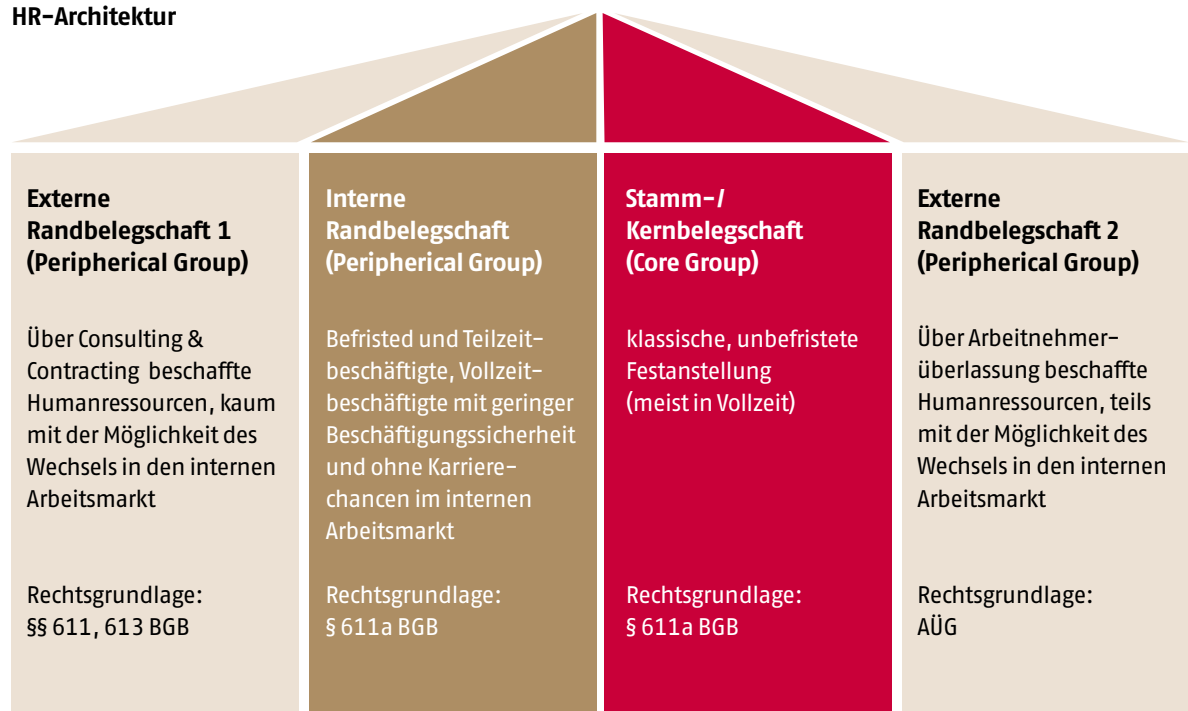 HR-Architektur
Externe
Randbelegschaft 1
(Peripherical Group)
Über Consulting &
Contracting beschaffte
Humanressourcen, kaum
mit der Möglichkeit des
Wechsels in den internen
Arbeitsmarkt
Rechtsgrundlage:
§§ 611, 613 BGB
Interne
Randbelegschaft
(Peripherical Group)
Befristed und Teilzeit-
beschäftigte, Vollzeit-
beschäftigte mit geringer
Beschäftigungssicherheit
und ohne Karriere-
chancen im internen
Arbeitsmarkt
Rechtsgrundlage:
§ 611a BGB
Stamm-/
Kernbelegschaft
(Core Group)
klassische, unbefristete
Festanstellung
(meist in Vollzeit)
Rechtsgrundlage:
§ 611a BGB
Externe
Randbelegschaft 2
(Peripherical Group)
Über Arbeitnehmer-
überlassung beschaffte
Humanressourcen, teils
mit der Möglichkeit des
Wechsels in den internen
Arbeitsmarkt
Rechtsgrundlage:
AÜG